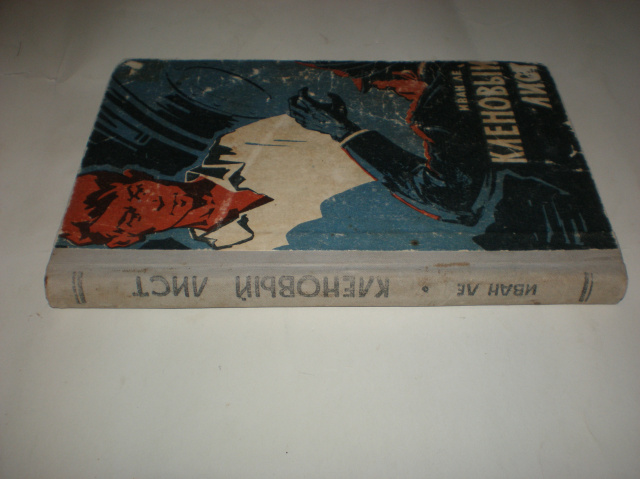 ИВАН ЛЕ
КЛЕНОВЫЙ
ЛИСТ
ИВАН ЛЕ • КЛЕНОВЫЙ ЛИСТ